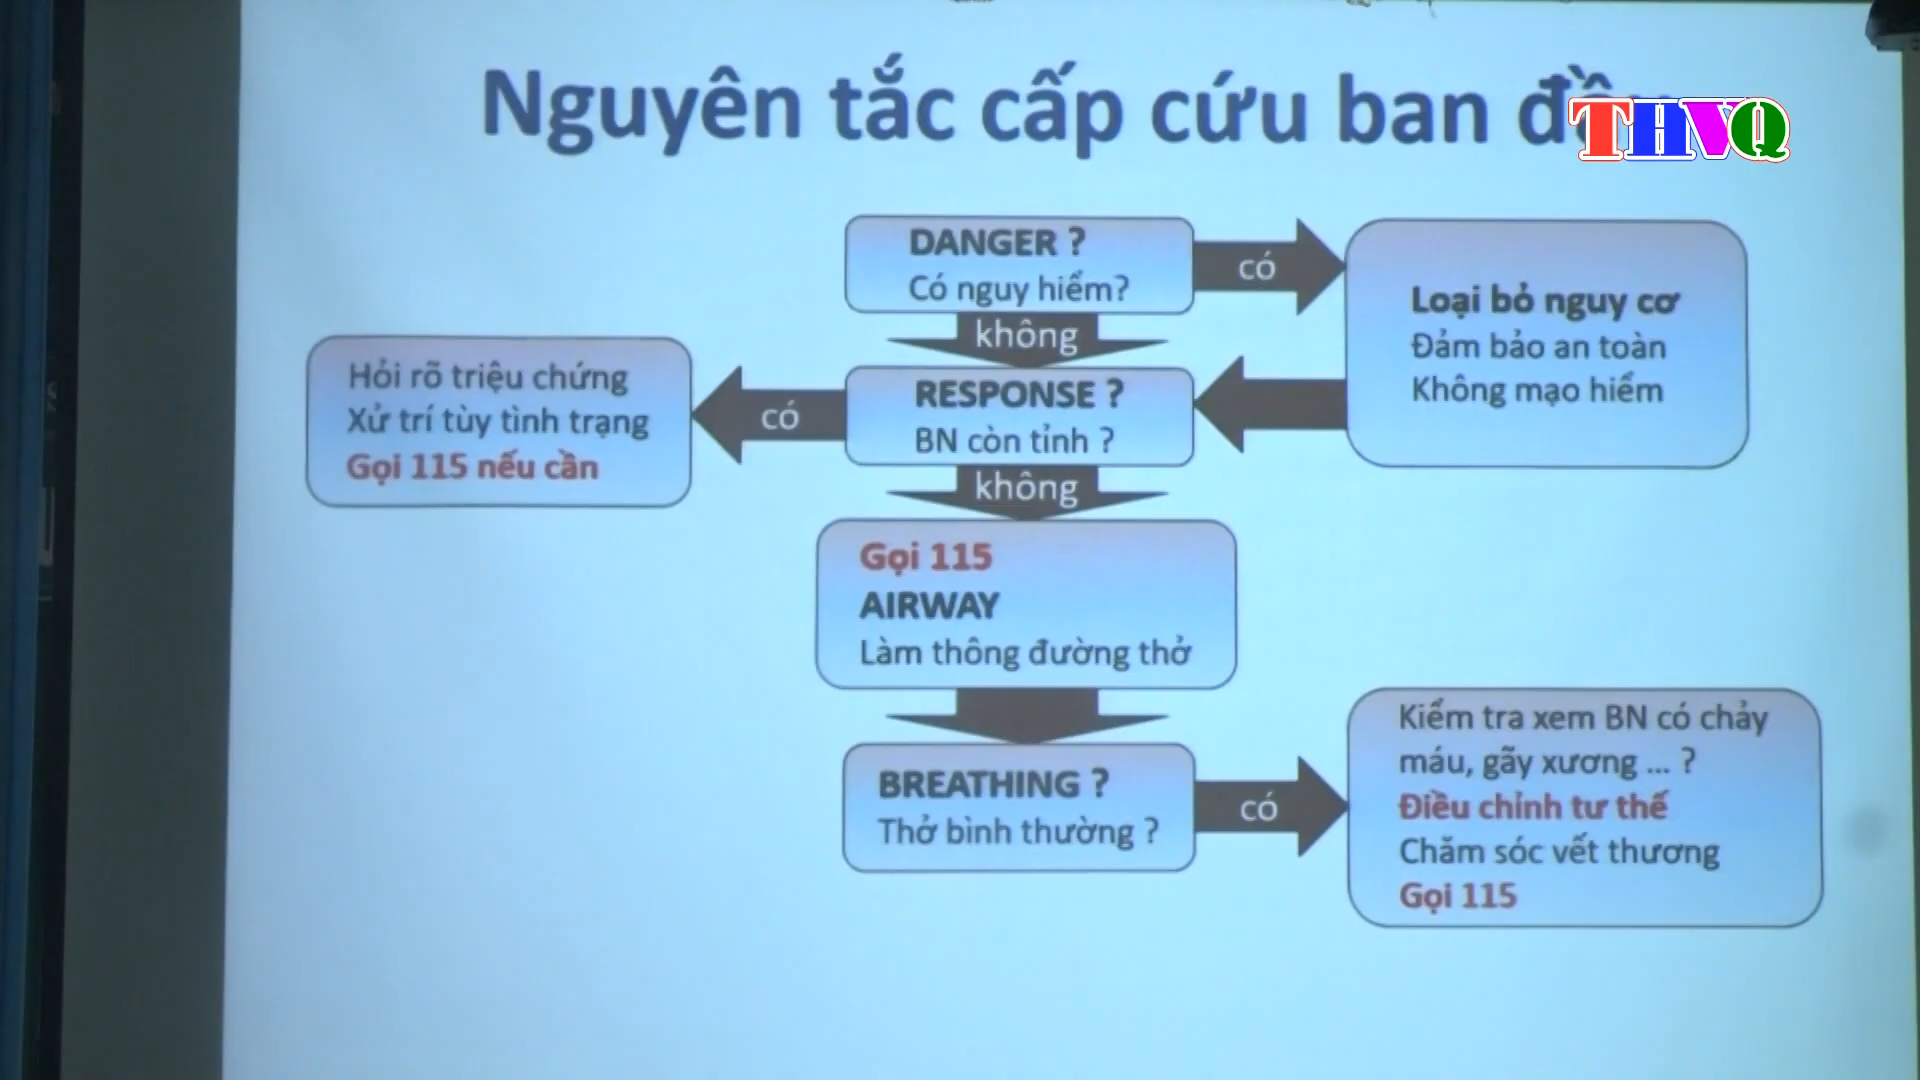 Nguyên tắc cấp cứu ban
THVQ
DANGER ?
Có nguy hiểm?
có
Loại bỏ nguy cơ
Đảm bảo an toàn
Không mạo hiểm
không
Hỏi rõ triệu chứng
Xử trí tùy tình trạng
Gọi 115 nếu cần
có
RESPONSE ?
BN còn tỉnh ?
không
Gọi 115
AIRWAY
Làm thông đường thở
BREATHING ?
Thở bình thường ?
có
Kiểm tra xem BN có chảy
máu, gãy xương ... ?
Điều chỉnh tư thế
Chăm sóc vết thương
Gọi 115